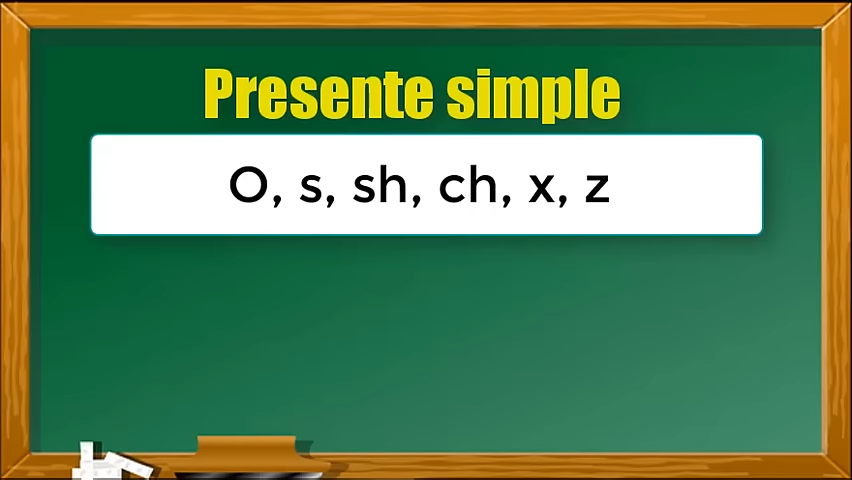 Presente simple
O, s, sh, ch, x, z